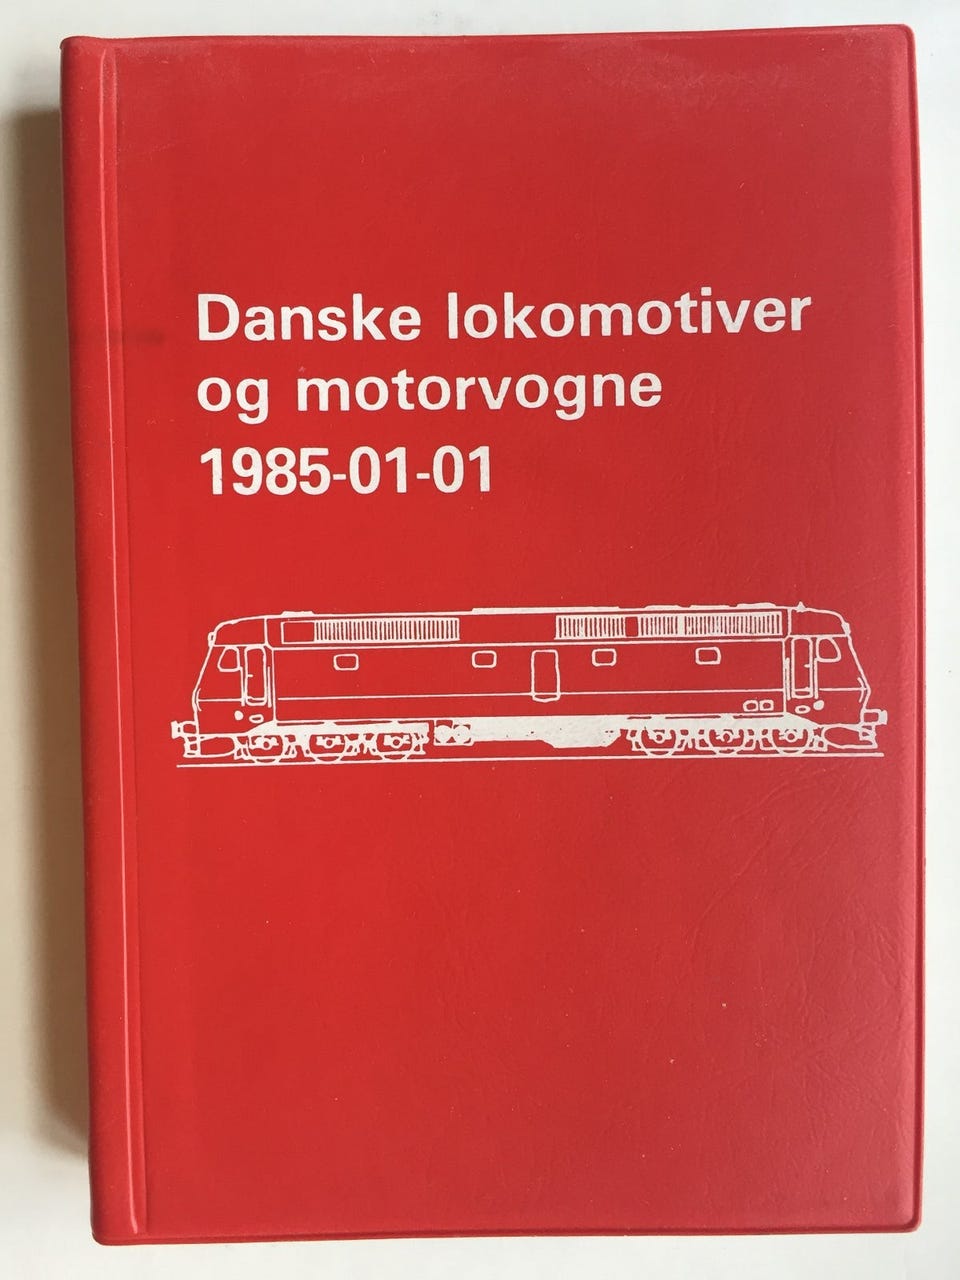 Danske lokomotiver
og motorvogne
1985-01-01